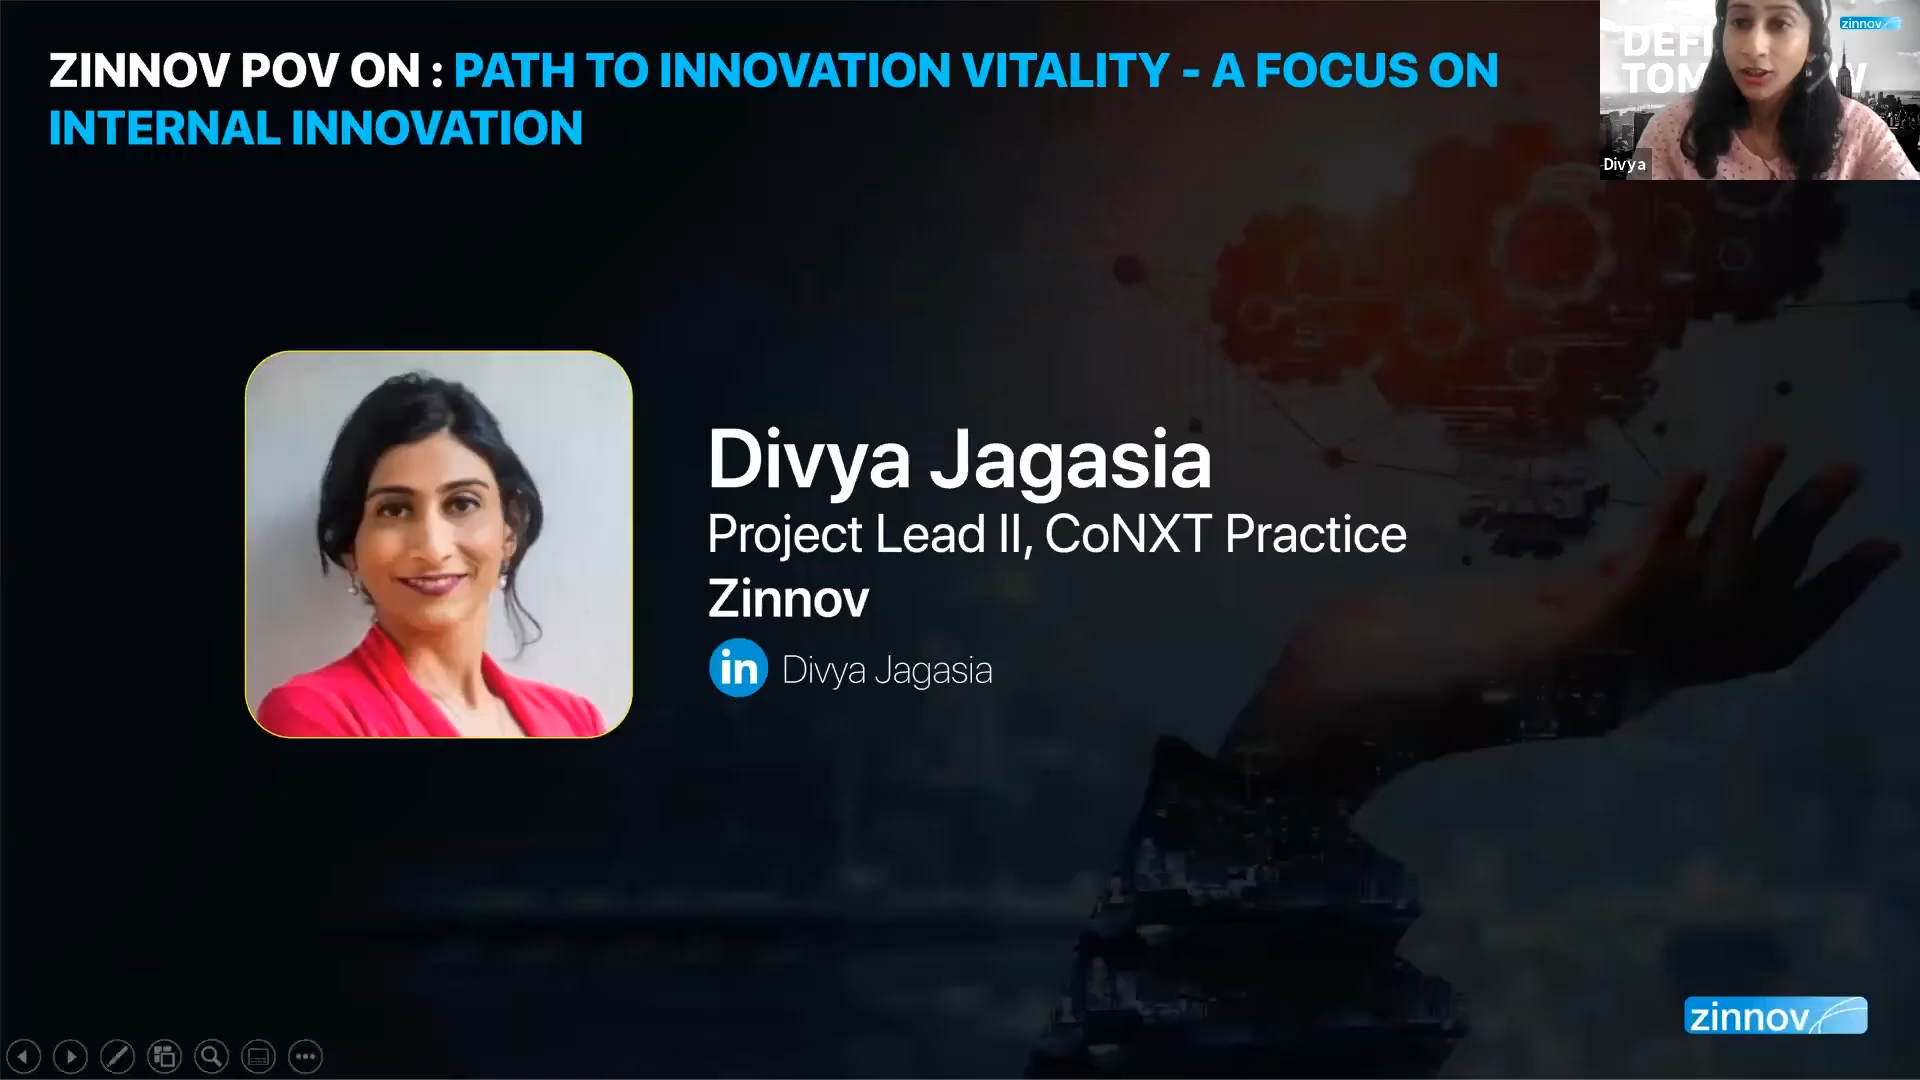 ZINNOV POV ON : PATH TO INNOVATION VITALITY - A FOCUS ON
INTERNAL INNOVATION
zinnov
Divya
Divya Jagasia
Project Lead II, CoNXT Practice
Zinnov
in Divya Jagasia
zinnov